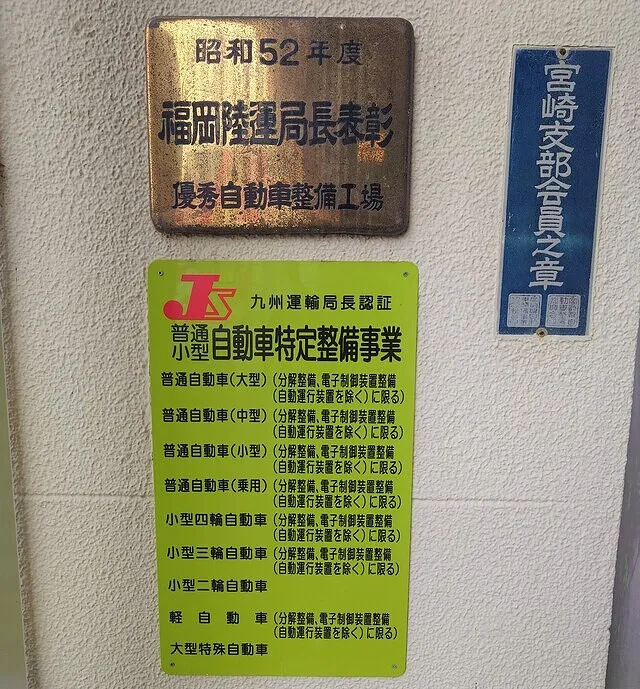 昭和52年度
福岡陸運局長表彰
優秀自動車整備工場
宮崎支部会員之章
JS 九州運輸局長認証
普通
小型 自動車特定整備事業
普通自動車(大型)(分解整備、電子制御装置整備
(自動運行装置を除く)に限る)
普通自動車(中型)(分解整備、電子制御装置整備
(自動運行装置を除く)に限る)
普通自動車(小型)(分解整備、電子制御装置整備
(自動運行装置を除く)に限る)
普通自動車(乗用)(分解整備、電子制御装置整備
(自動運行装置を除く)に限る)
小型四輪自動車(分解整備、電子制御装置整備
(自動運行装置を除く)に限る)
小型三輪自動車(分解整備、電子制御装置整備
(自動運行装置を除く)に限る)
小型二輪自動車
軽自動車(分解整備、電子制御装置整備
(自動運行装置を除く)に限る)
大型特殊自動車